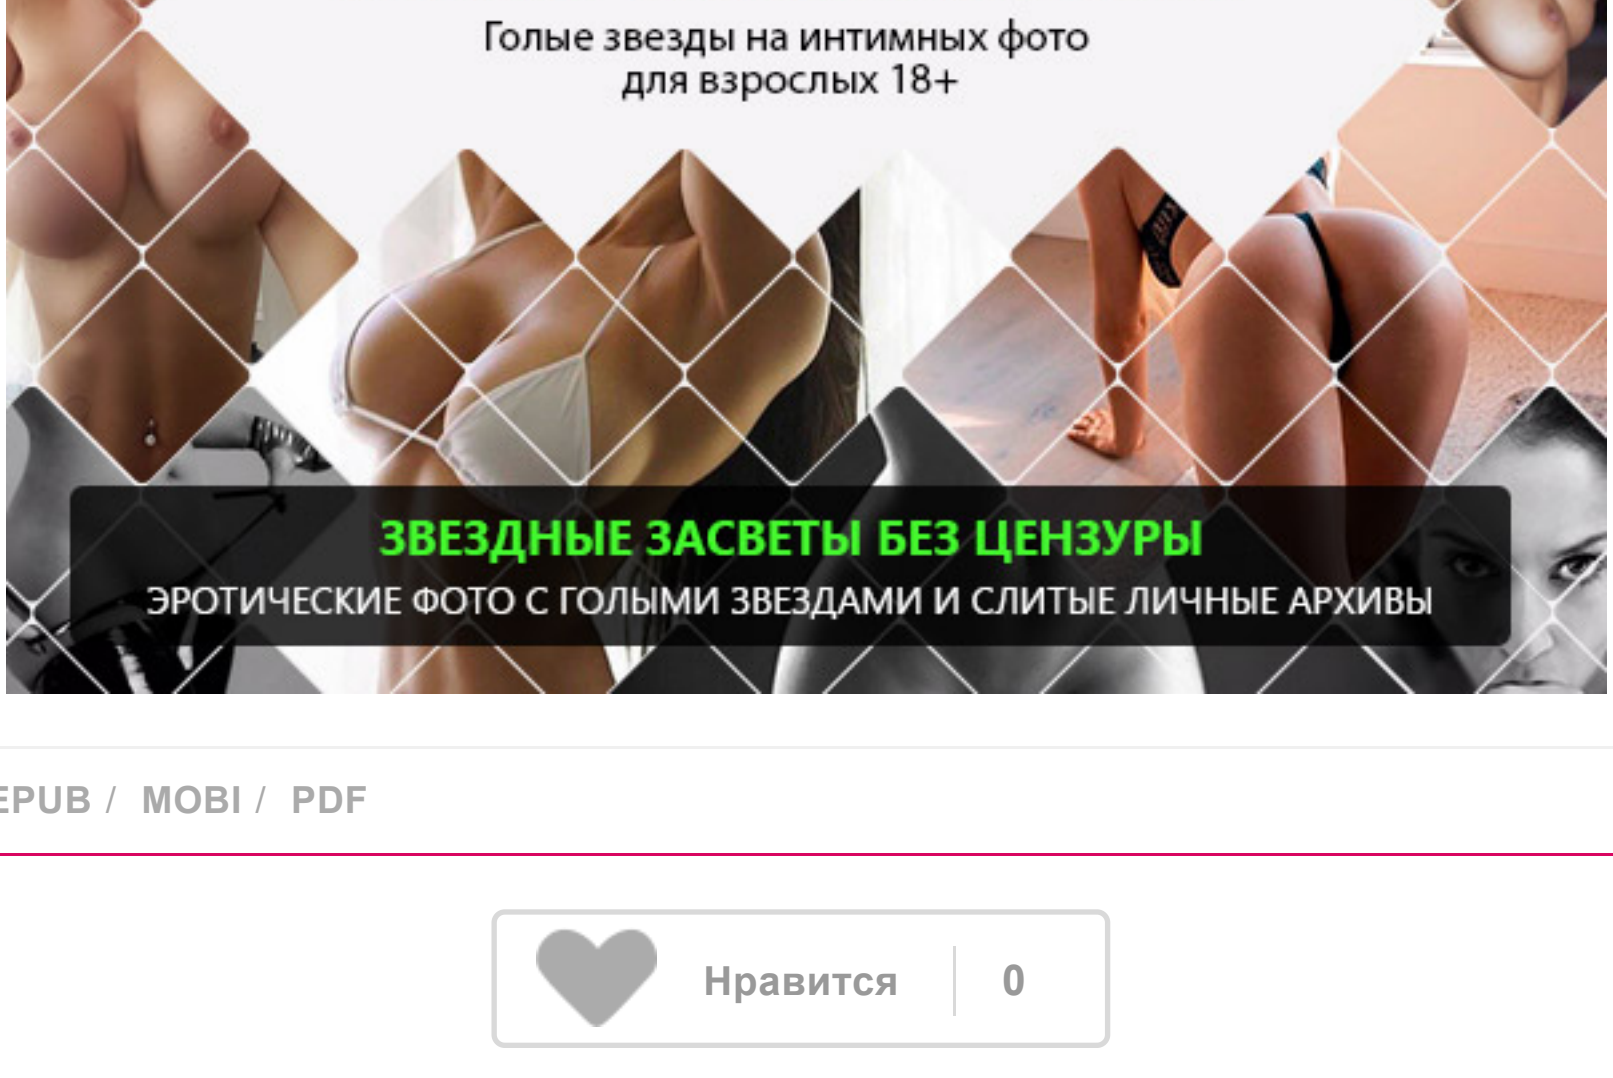 Голые звезды на интимных фото
для взрослых 18+
ЗВЕЗДНЫЕ ЗАСВЕТЫ БЕЗ ЦЕНЗУРЫ
ЭРОТИЧЕСКИЕ ФОТО С ГОЛЫМИ ЗВЕЗДАМИ И СЛИТЫЕ ЛИЧНЫЕ АРХИВЫ
EPUB / MOBI / PDF
Нравится 0